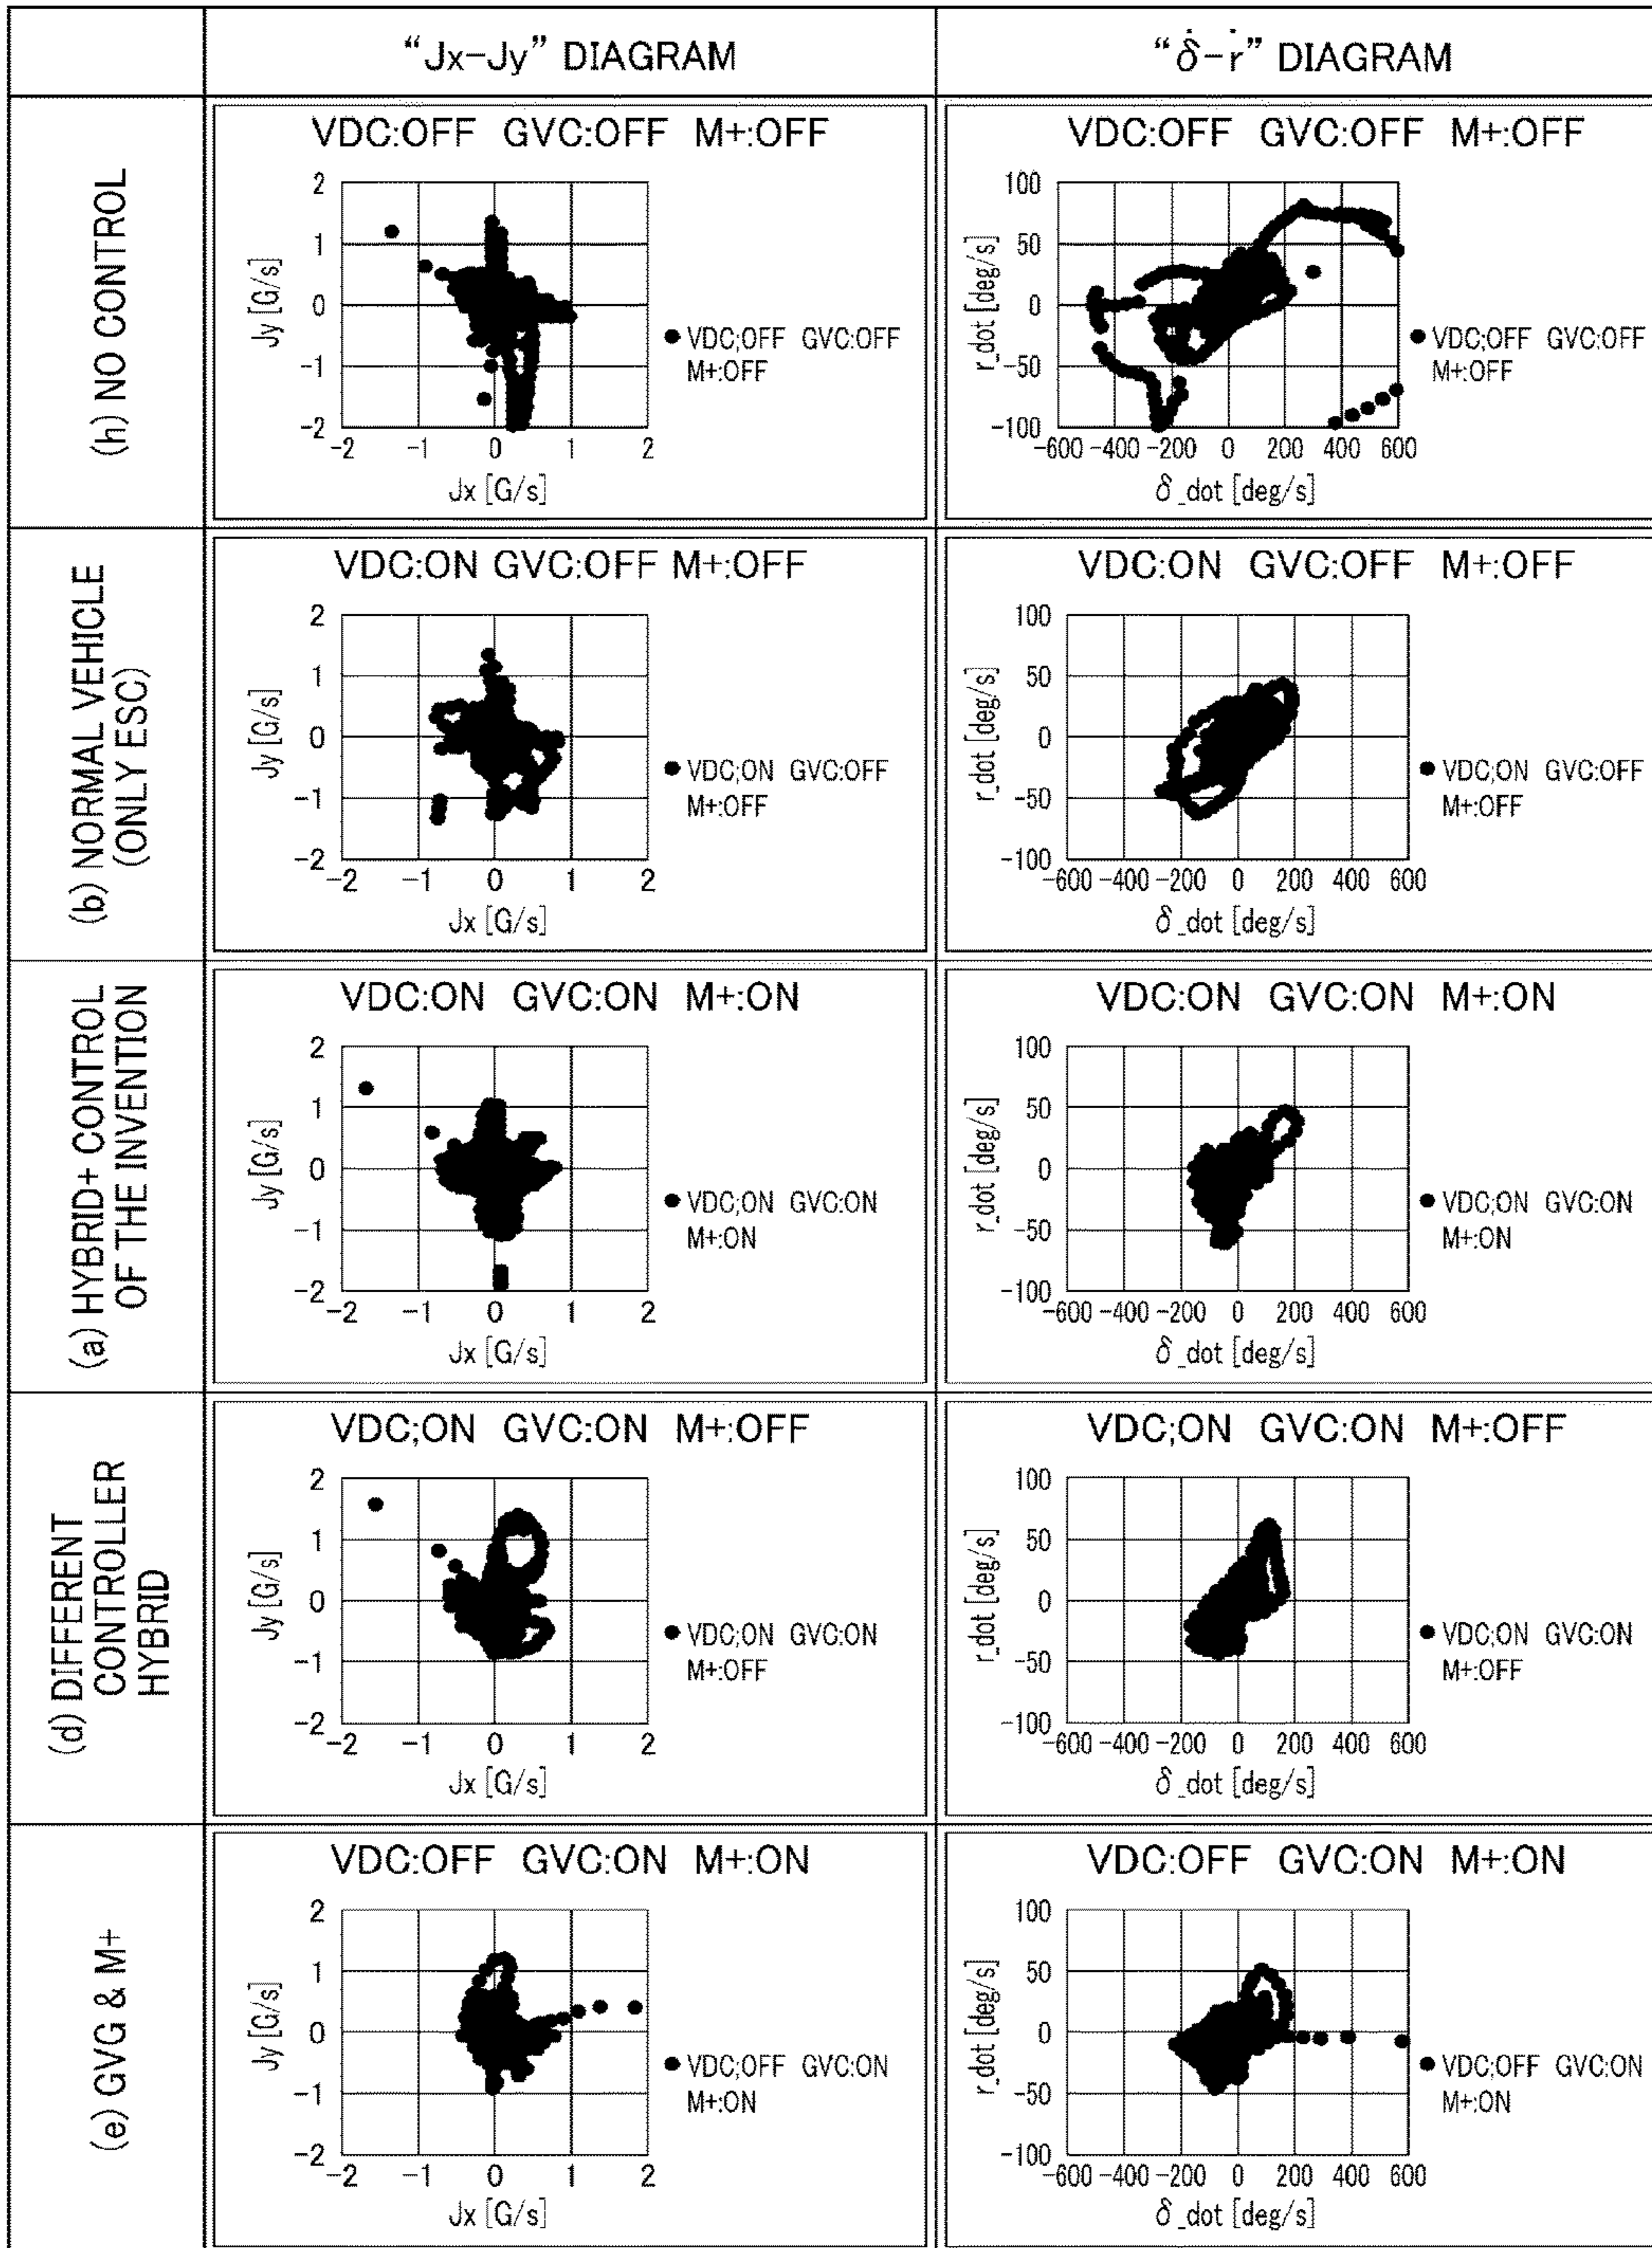 “Jx-Jy” DIAGRAM
“δ̇-ṙ” DIAGRAM
(h) NO CONTROL
VDC:OFF GVC:OFF M+:OFF
2
1
0
-1
-2
Jy [G/s]
-2 -1 0 1 2
Jx [G/s]
VDC;OFF GVC:OFF
M+:OFF
VDC:OFF GVC:OFF M+:OFF
100
50
0
-50
-100
r_dot [deg/s]
-600 -400 -200 0 200 400 600
δ_dot [deg/s]
VDC;OFF GVC:OFF
M+:OFF
(b) NORMAL VEHICLE
(ONLY ESC)
VDC:ON GVC:OFF M+:OFF
2
1
0
-1
-2
Jy [G/s]
-2 -1 0 1 2
Jx [G/s]
VDC;ON GVC:OFF
M+:OFF
VDC:ON GVC:OFF M+:OFF
100
50
0
-50
-100
r_dot [deg/s]
-600 -400 -200 0 200 400 600
δ_dot [deg/s]
VDC;ON GVC:OFF
M+:OFF
(a) HYBRID+ CONTROL
OF THE INVENTION
VDC:ON GVC:ON M+:ON
2
1
0
-1
-2
Jy [G/s]
-2 -1 0 1 2
Jx [G/s]
VDC;ON GVC:ON
M+:ON
VDC:ON GVC:ON M+:ON
100
50
0
-50
-100
r_dot [deg/s]
-600 -400 -200 0 200 400 600
δ_dot [deg/s]
VDC;ON GVC:ON
M+:ON
(d) DIFFERENT
CONTROLLER
HYBRID
VDC;ON GVC:ON M+:OFF
2
1
0
-1
-2
Jy [G/s]
-2 -1 0 1 2
Jx [G/s]
VDC;ON GVC:ON
M+:OFF
VDC;ON GVC:ON M+:OFF
100
50
0
-50
-100
r_dot [deg/s]
-600 -400 -200 0 200 400 600
δ_dot [deg/s]
VDC;ON GVC:ON
M+:OFF
(e) GVG & M+
VDC:OFF GVC:ON M+:ON
2
1
0
-1
-2
Jy [G/s]
-2 -1 0 1 2
Jx [G/s]
VDC;OFF GVC:ON
M+:ON
VDC:OFF GVC:ON M+:ON
100
50
0
-50
-100
r_dot [deg/s]
-600 -400 -200 0 200 400 600
δ_dot [deg/s]
VDC;OFF GVC:ON
M+:ON